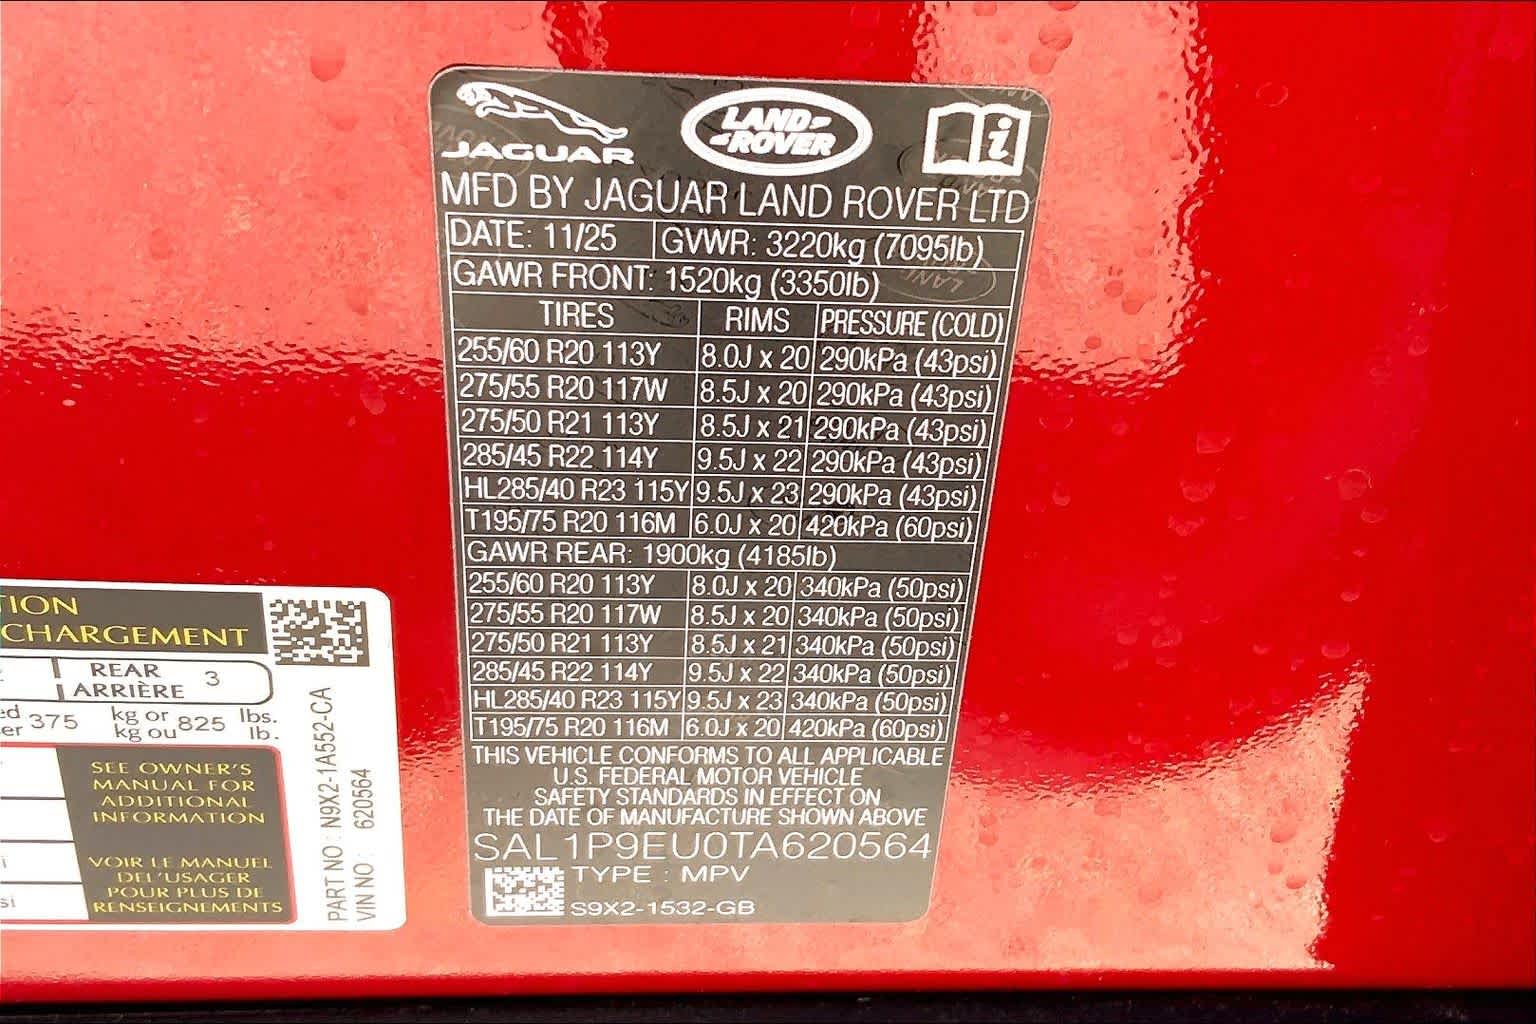 JAGUAR
LAND ROVER
MFD BY JAGUAR LAND ROVER LTD
DATE: 11/25 GVWR: 3220kg (7095lb)
GAWR FRONT: 1520kg (3350lb)
TIRES RIMS PRESSURE (COLD)
255/60 R20 113Y 8.0J x 20 290kPa (43psi)
275/55 R20 117W 8.5J x 20 290kPa (43psi)
275/50 R21 113Y 8.5J x 21 290kPa (43psi)
285/45 R22 114Y 9.5J x 22 290kPa (43psi)
HL285/40 R23 115Y 9.5J x 23 290kPa (43psi)
T195/75 R20 116M 6.0J x 20 420kPa (60psi)
GAWR REAR: 1900kg (4185lb)
255/60 R20 113Y 8.0J x 20 340kPa (50psi)
275/55 R20 117W 8.5J x 20 340kPa (50psi)
275/50 R21 113Y 8.5J x 21 340kPa (50psi)
285/45 R22 114Y 9.5J x 22 340kPa (50psi)
HL285/40 R23 115Y 9.5J x 23 340kPa (50psi)
T195/75 R20 116M 6.0J x 20 420kPa (60psi)
THIS VEHICLE CONFORMS TO ALL APPLICABLE
U.S. FEDERAL MOTOR VEHICLE
SAFETY STANDARDS IN EFFECT ON
THE DATE OF MANUFACTURE SHOWN ABOVE
SAL1P9EU0TA620564
TYPE : MPV
S9X2-1532-GB
TION
CHARGEMENT
REAR 3
ARRIÈRE
375 kg or 825 lbs.
kg ou lb.
SEE OWNER'S
MANUAL FOR
ADDITIONAL
INFORMATION
VOIR LE MANUEL
DE L'USAGER
POUR PLUS DE
RENSEIGNEMENTS
PART NO : N9X2-1A552-CA
VIN NO : 620564